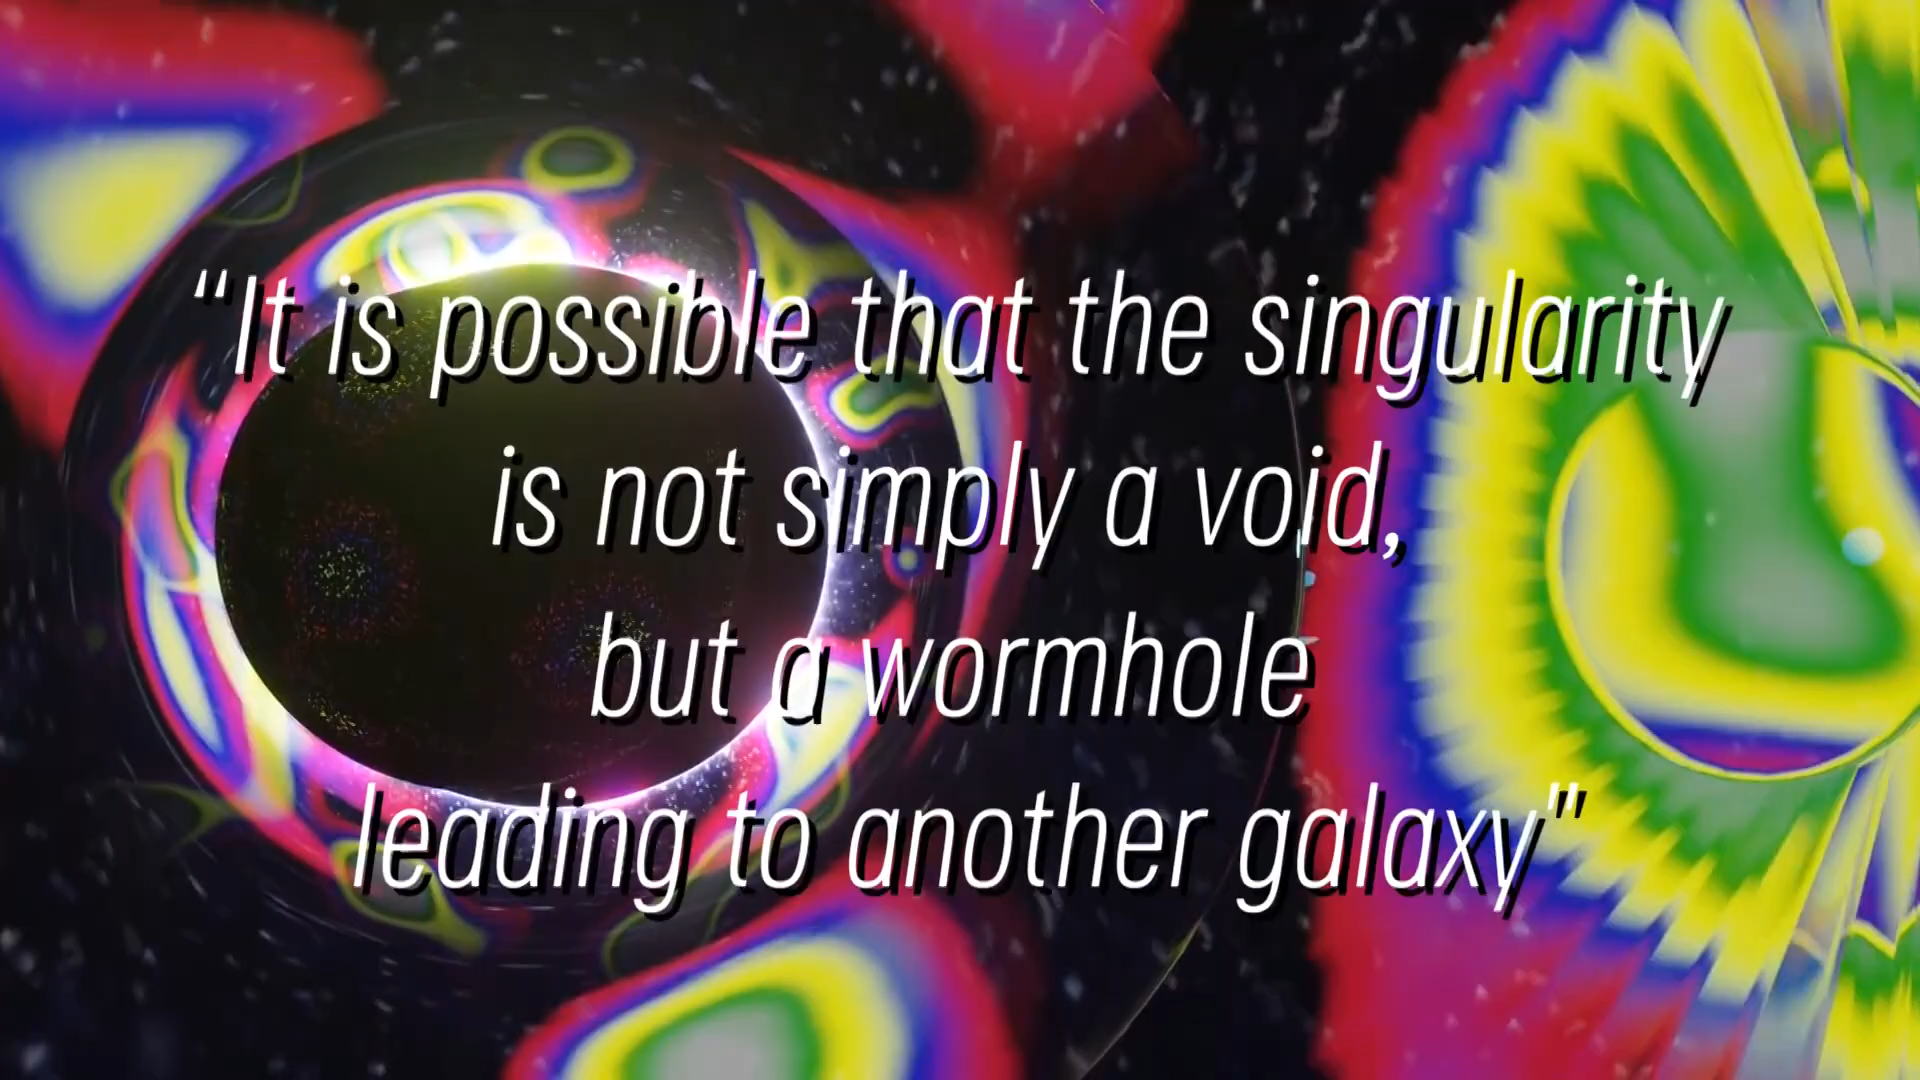 “It is possible that the singularity
is not simply a void,
but a wormhole
leading to another galaxy"